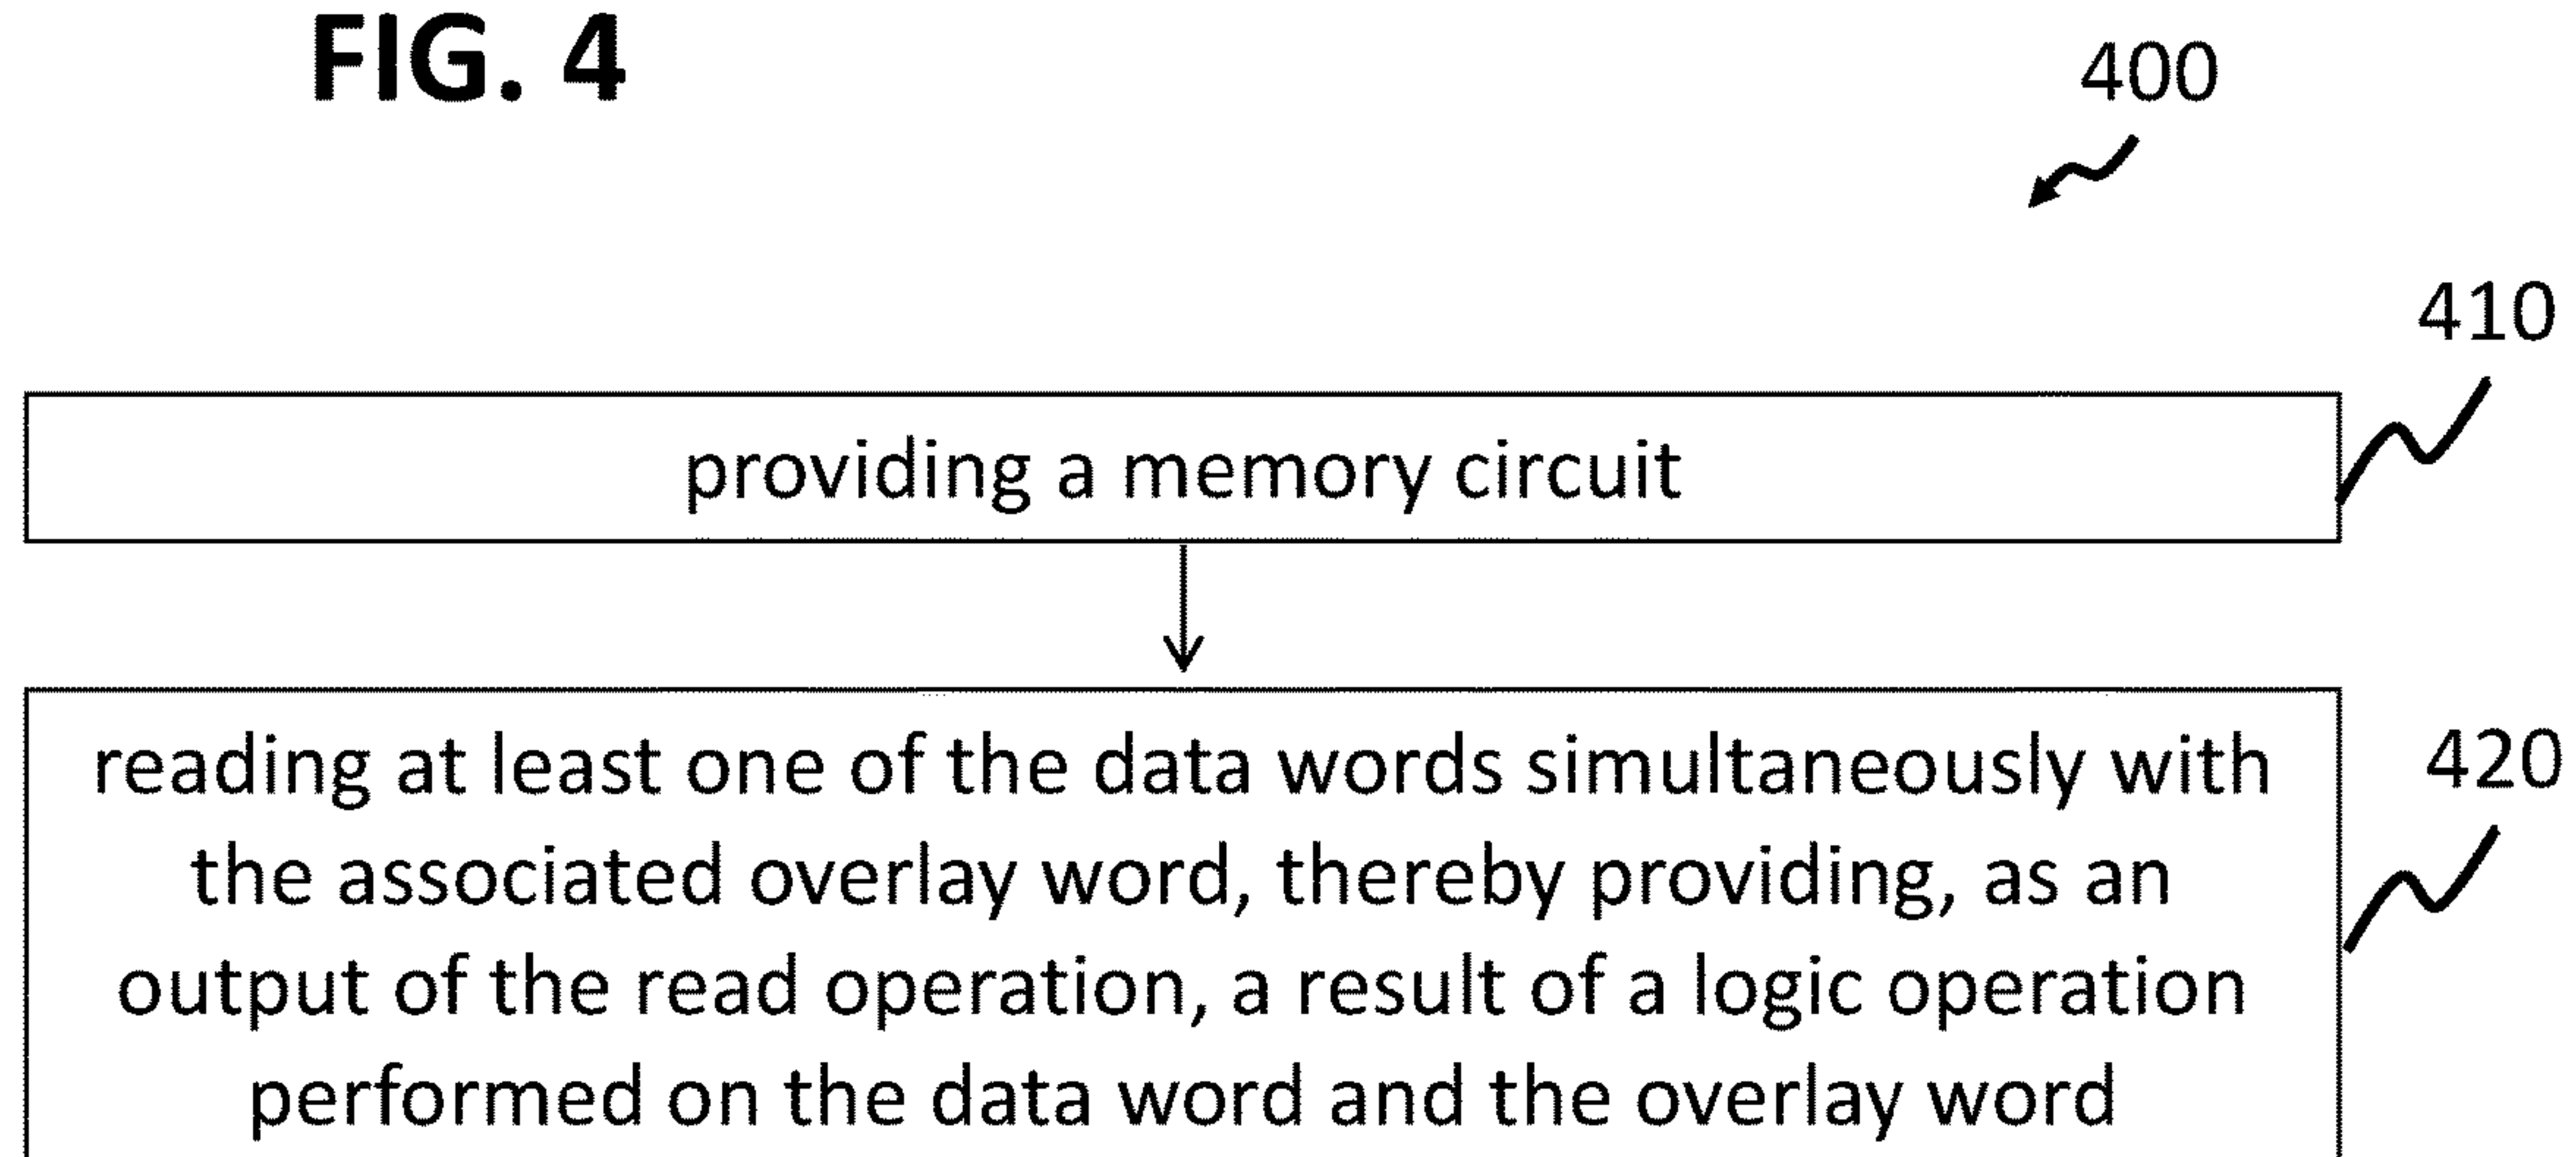 FIG. 4
400
410
providing a memory circuit
reading at least one of the data words simultaneously with
420
the associated overlay word, thereby providing, as an
output of the read operation, a result of a logic operation
performed on the data word and the overlay word